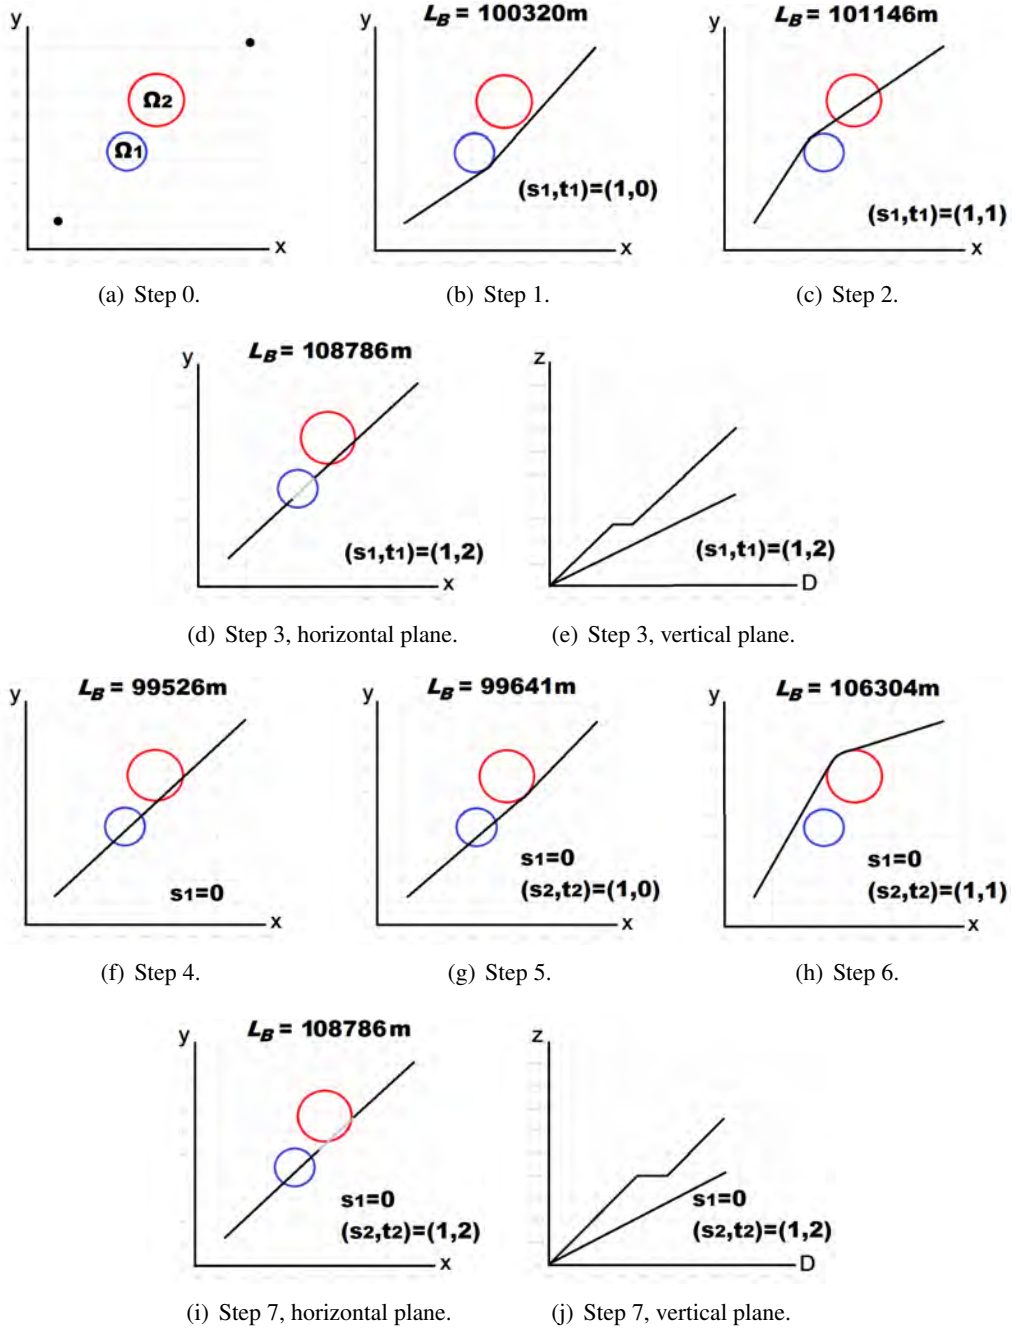 y
Ω2
Ω1
x
(a) Step 0.
L_B = 100320m
y
(s1,t1)=(1,0)
x
(b) Step 1.
L_B = 101146m
y
(s1,t1)=(1,1)
x
(c) Step 2.
L_B = 108786m
y
(s1,t1)=(1,2)
x
(d) Step 3, horizontal plane.
z
(s1,t1)=(1,2)
D
(e) Step 3, vertical plane.
L_B = 99526m
y
s1=0
x
(f) Step 4.
L_B = 99641m
y
s1=0
(s2,t2)=(1,0)
x
(g) Step 5.
L_B = 106304m
y
s1=0
(s2,t2)=(1,1)
x
(h) Step 6.
L_B = 108786m
y
s1=0
(s2,t2)=(1,2)
x
(i) Step 7, horizontal plane.
z
s1=0
(s2,t2)=(1,2)
D
(j) Step 7, vertical plane.